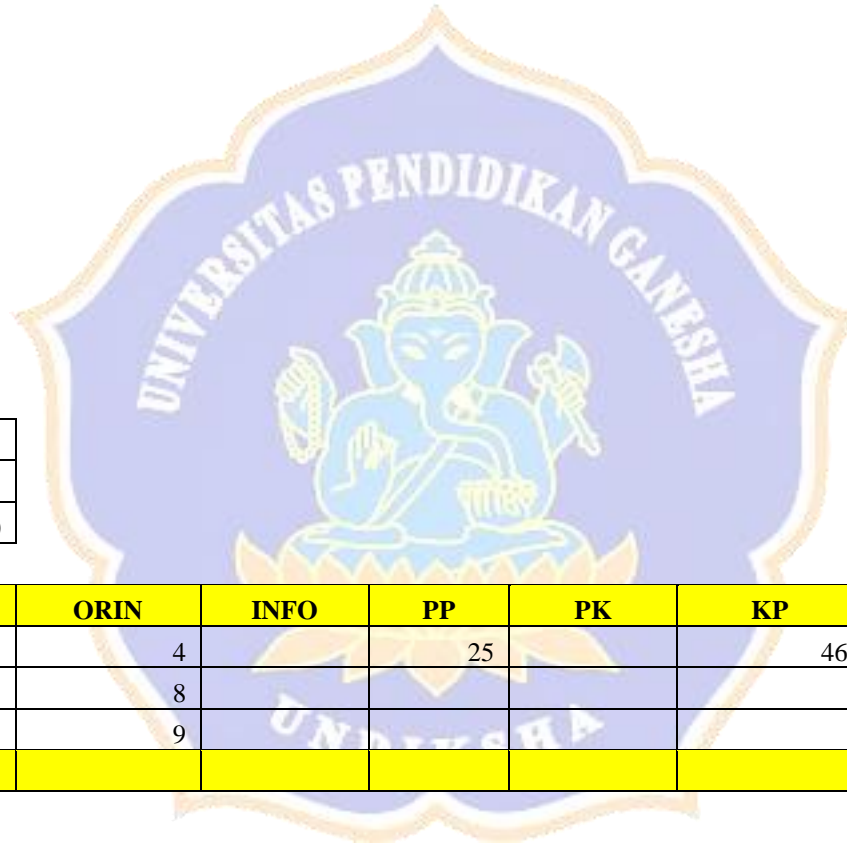 UNIVERSITAS PENDIDIKAN GANESHA
ORIN INFO PP PK KP
4 25 46
8
9
UNDIKSHA